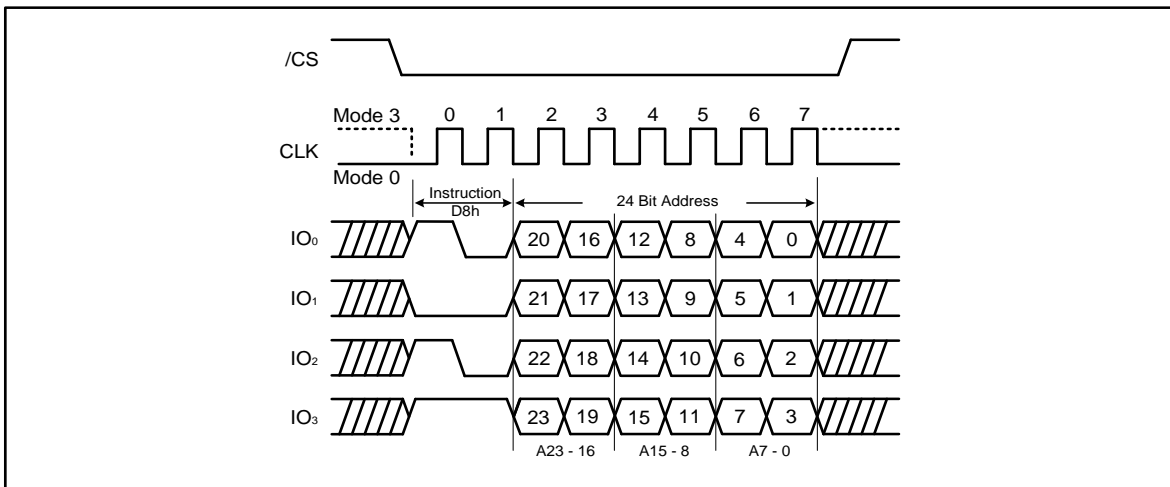 /CS
Mode 3 0 1 2 3 4 5 6 7
CLK
Mode 0
Instruction
D8h
24 Bit Address
IO0 20 16 12 8 4 0
IO1 21 17 13 9 5 1
IO2 22 18 14 10 6 2
IO3 23 19 15 11 7 3
A23 - 16 A15 - 8 A7 - 0